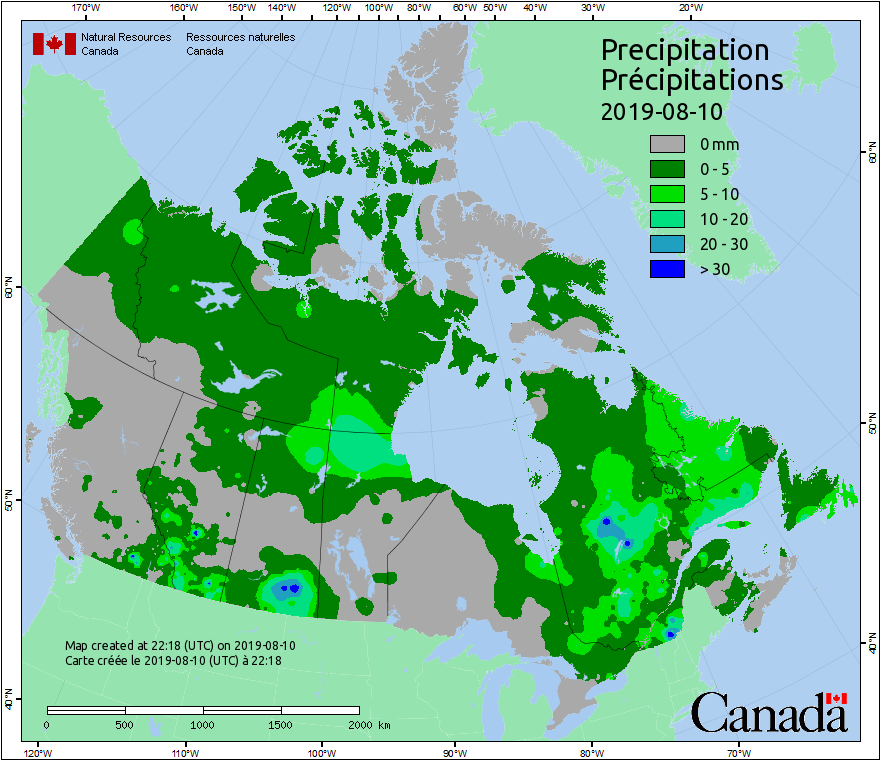 170°W 160°W 150°W 140°W 130°W 120°W 110°W 100°W 90°W 80°W 60°W 50°W 40°W 30°W 20°W
Natural Resources Ressources naturelles
Canada Canada
Precipitation
Précipitations
2019-08-10
0 mm
0 - 5
5 - 10
10 - 20
20 - 30
> 30
60°N
60°N
50°N
50°N
40°N
40°N
Map created at 22:18 (UTC) on 2019-08-10
Carte créée le 2019-08-10 (UTC) à 22:18
0 500 1000 1500 2000 km
Canada
120°W 110°W 100°W 90°W 80°W 70°W